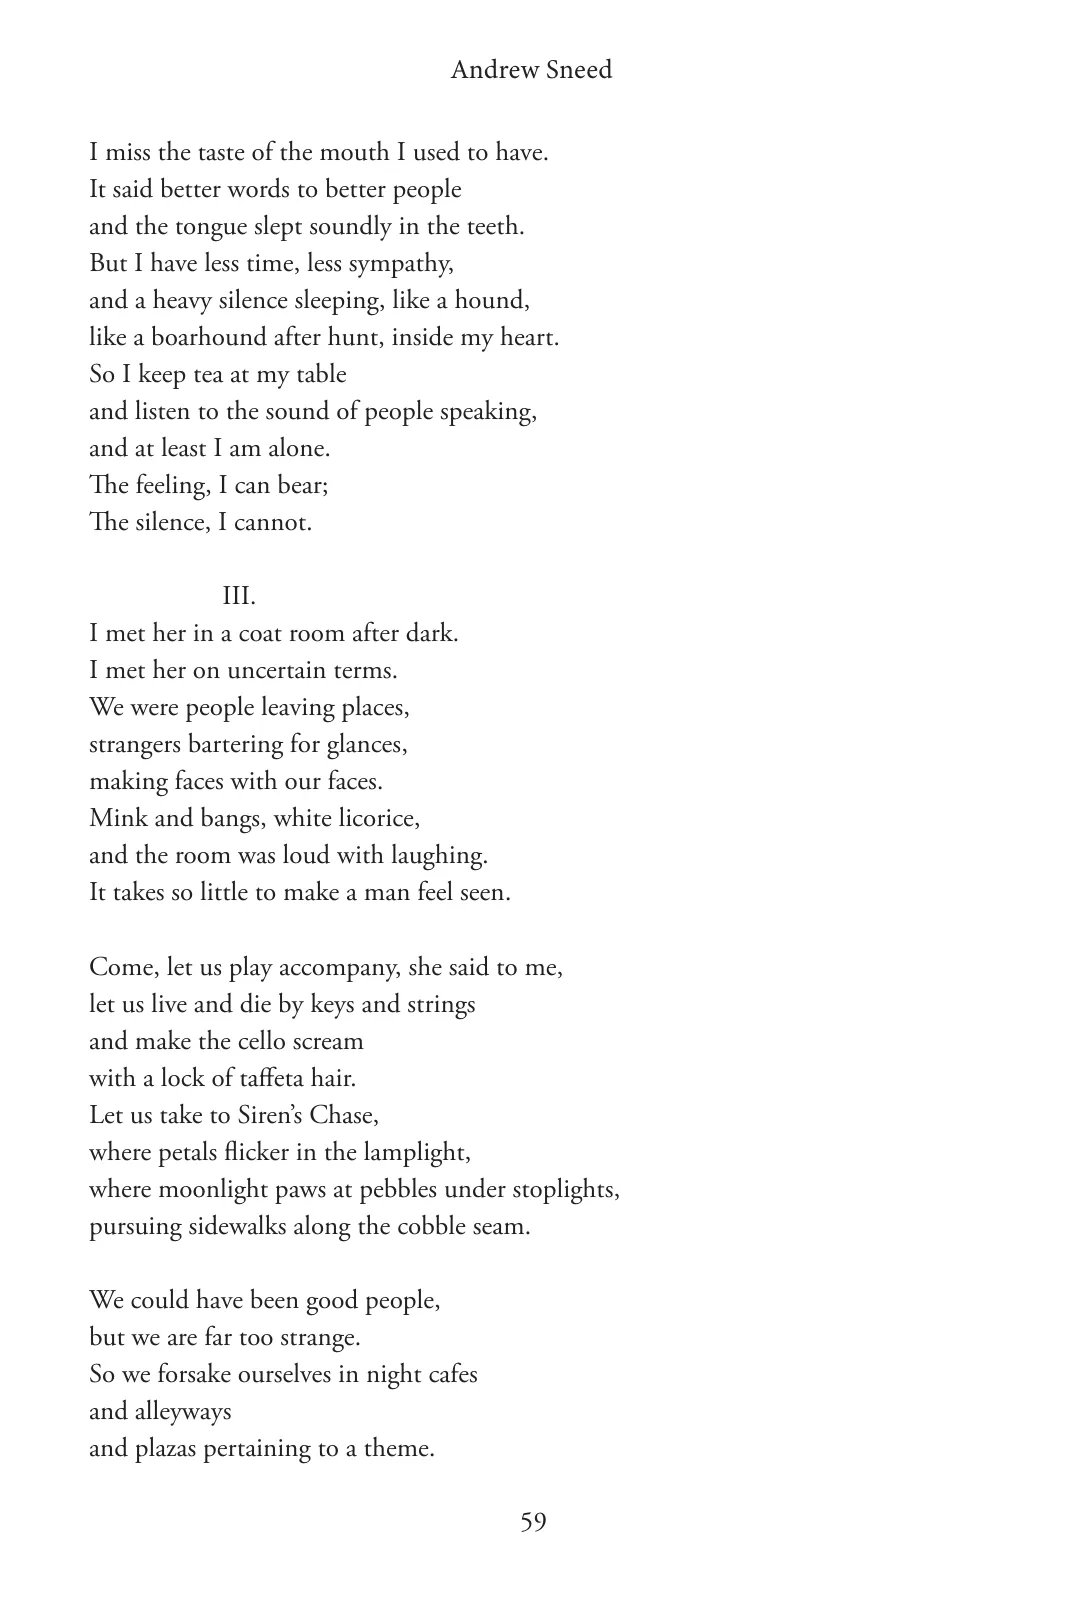 Andrew Sneed
I miss the taste of the mouth I used to have.
It said better words to better people
and the tongue slept soundly in the teeth.
But I have less time, less sympathy,
and a heavy silence sleeping, like a hound,
like a boarhound after hunt, inside my heart.
So I keep tea at my table
and listen to the sound of people speaking,
and at least I am alone.
The feeling, I can bear;
The silence, I cannot.
III.
I met her in a coat room after dark.
I met her on uncertain terms.
We were people leaving places,
strangers bartering for glances,
making faces with our faces.
Mink and bangs, white licorice,
and the room was loud with laughing.
It takes so little to make a man feel seen.
Come, let us play accompany, she said to me,
let us live and die by keys and strings
and make the cello scream
with a lock of taffeta hair.
Let us take to Siren’s Chase,
where petals flicker in the lamplight,
where moonlight paws at pebbles under stoplights,
pursuing sidewalks along the cobble seam.
We could have been good people,
but we are far too strange.
So we forsake ourselves in night cafes
and alleyways
and plazas pertaining to a theme.
59